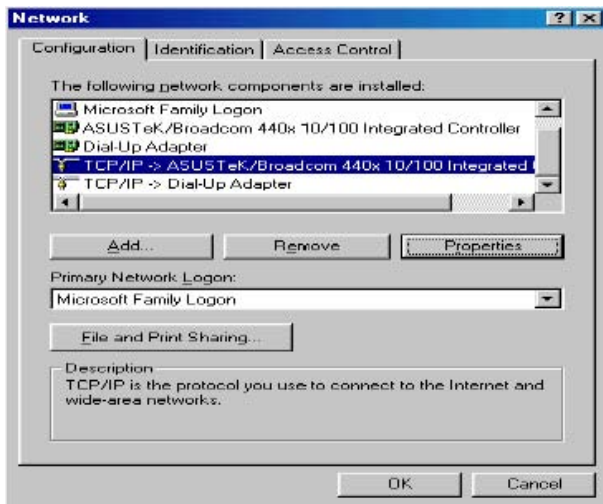 Network
Configuration
Identification
Access Control
The following network components are installed:
Microsoft Family Logon
ASUSTeK/Broadcom 440x 10/100 Integrated Controller
Dial-Up Adapter
TCP/IP -> ASUSTeK/Broadcom 440x 10/100 Integrated
TCP/IP -> Dial-Up Adapter
Add...
Remove
Properties
Primary Network Logon:
Microsoft Family Logon
File and Print Sharing...
Description
TCP/IP is the protocol you use to connect to the Internet and
wide-area networks.
OK
Cancel